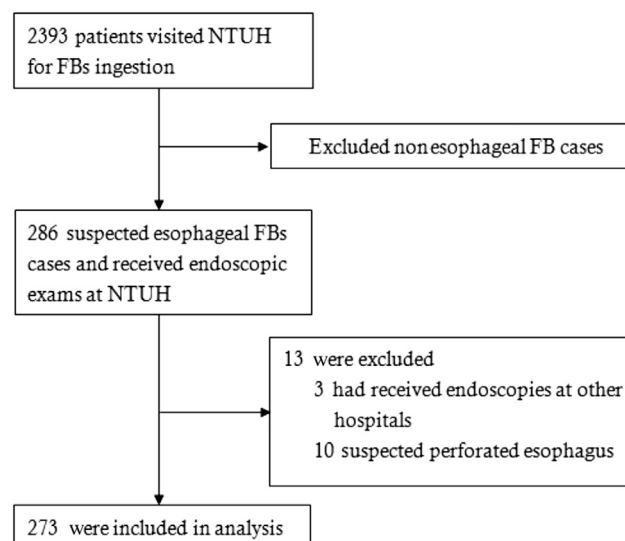 2393 patients visited NTUH
for FBs ingestion
Excluded nonesophageal FB cases
286 suspected esophageal FBs
cases and received endoscopic
exams at NTUH
13 were excluded
3 had received endoscopies at other
hospitals
10 suspected perforated esophagus
273 were included in analysis